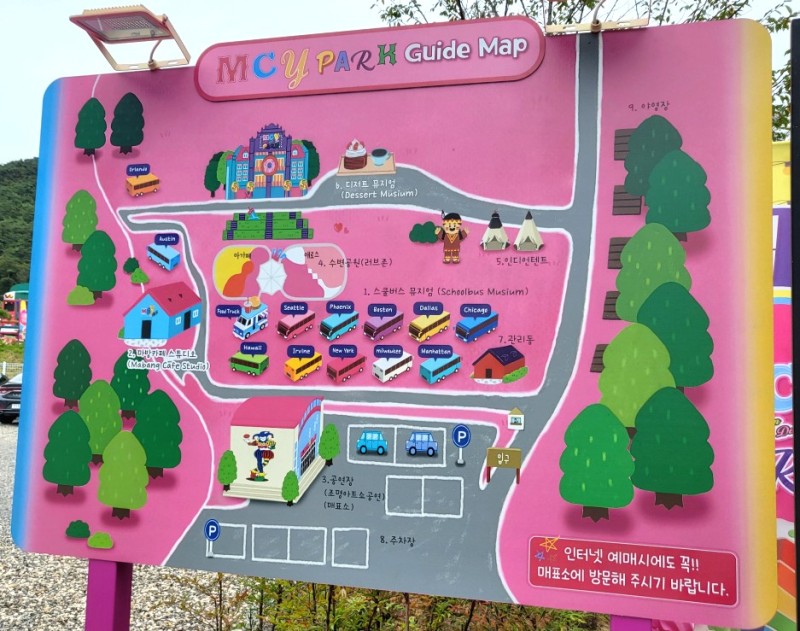 MCY PARK Guide Map
9. 야영장
Orlando
6. 디저트 뮤지엄
(Dessert Musium)
Austin
4. 수변공원(러브존)
5. 인디언텐트
1. 스쿨버스 뮤지엄 (Schoolbus Musium)
Food Truck
Seattle
Phoenix
Boston
Dallas
Chicago
2. 마방카페 스튜디오
(Mabang Cafe Studio)
Hawaii
Irvine
New York
Milwaukee
Manhattan
7. 관리동
P
입구
3. 공연장
(매표소)
P
8. 주차장
인터넷 예매시에도 꼭!!
매표소에 방문해 주시기 바랍니다.